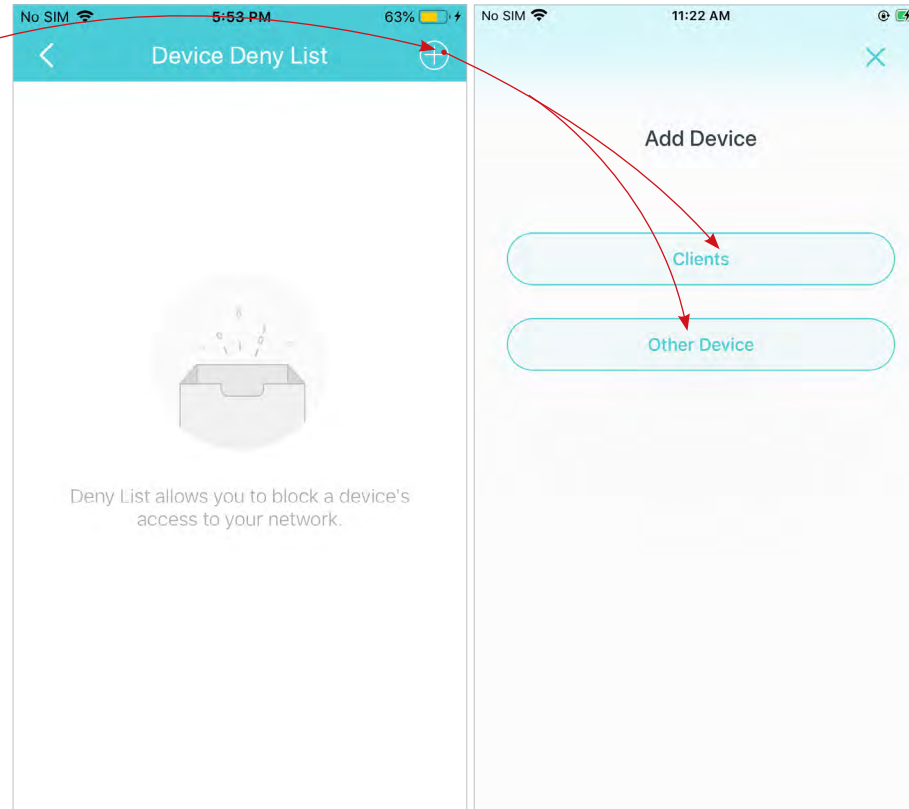 No SIM
5:53 PM
63%
Device Deny List
Deny List allows you to block a device's
access to your network.
No SIM
11:22 AM
Add Device
Clients
Other Device